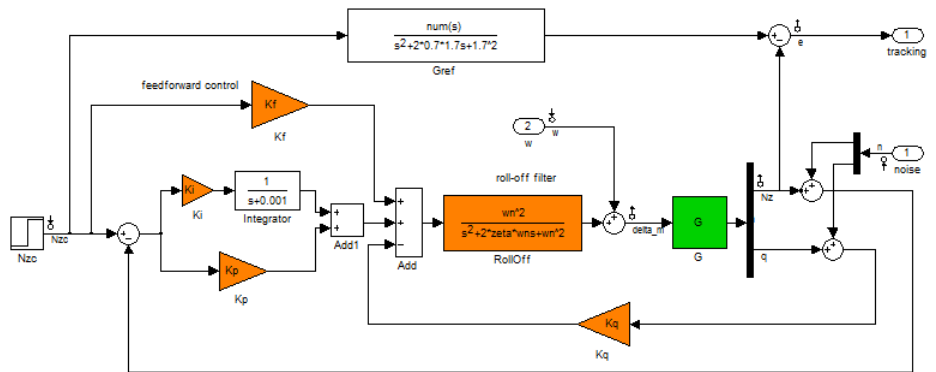 num(s)
s^2+2*0.7*1.7s+1.7^2
Gref
+
-
e
1
tracking
feedforward control
Kf
Kf
2
w
w
n
1
noise
roll-off filter
Ki
Ki
1
s+0.001
Integrator
+
+
Add1
+
+
-
Add
wn^2
s^2+2*zeta*wns+wn^2
RollOff
+
+
delta_m
G
G
Nz
+
+
q
+
+
Nzc
Nzc
+
-
Kp
Kp
Kq
Kq